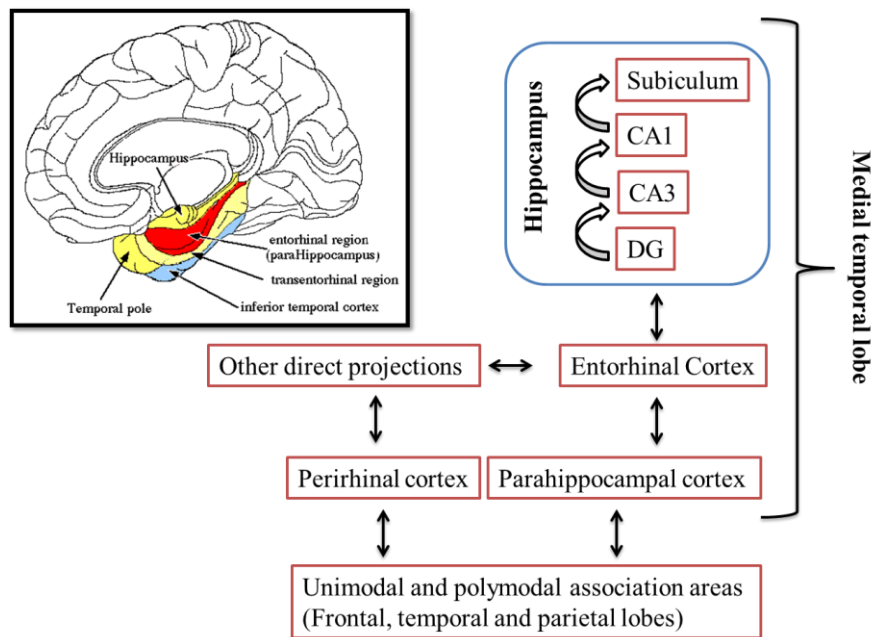 Hippocampus
entorhinal region
(paraHippocampus)
transentorhinal region
Temporal pole
inferior temporal cortex
Hippocampus
Subiculum
CA1
CA3
DG
Medial temporal lobe
Other direct projections
Entorhinal Cortex
Perirhinal cortex
Parahippocampal cortex
Unimodal and polymodal association areas
(Frontal, temporal and parietal lobes)